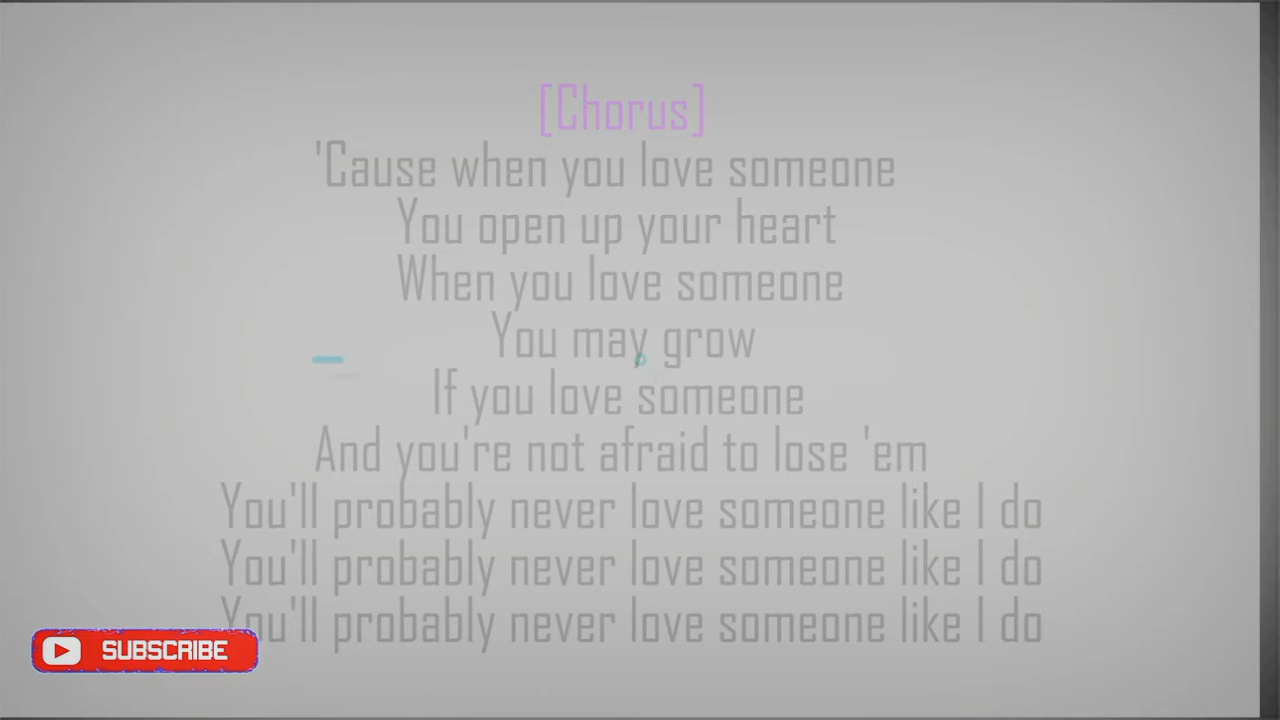 [Chorus]
'Cause when you love someone
You open up your heart
When you love someone
You may grow
If you love someone
And you're not afraid to lose 'em
You'll probably never love someone like I do
You'll probably never love someone like I do
You'll probably never love someone like I do
SUBSCRIBE